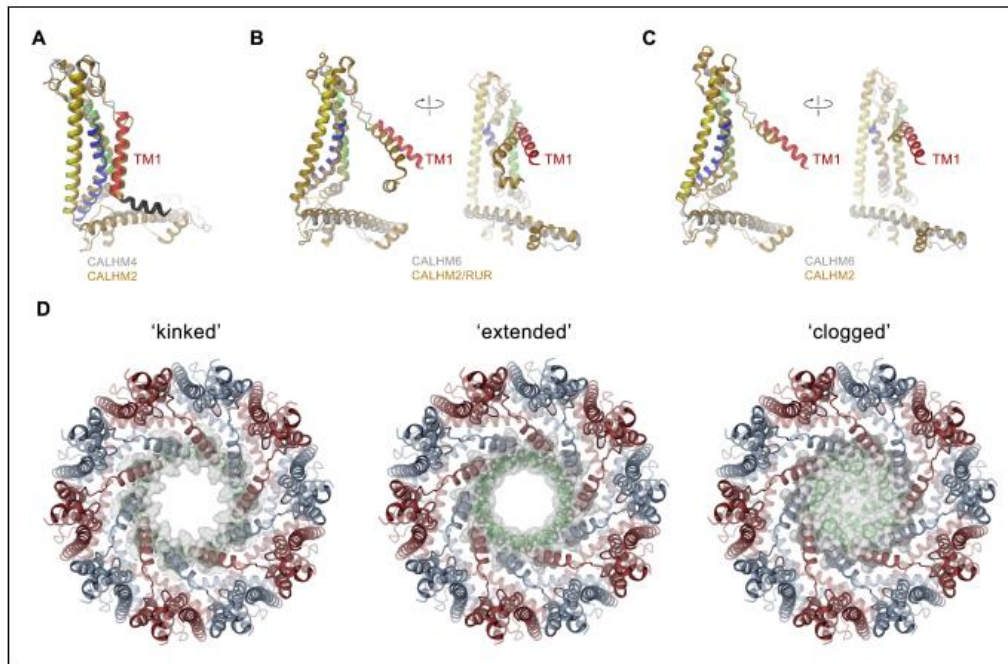 A
B
C
TM1
TM1
TM1
TM1
TM1
CALHM4
CALHM2
CALHM6
CALHM2/RUR
CALHM6
CALHM2
D
‘kinked’
‘extended’
‘clogged’